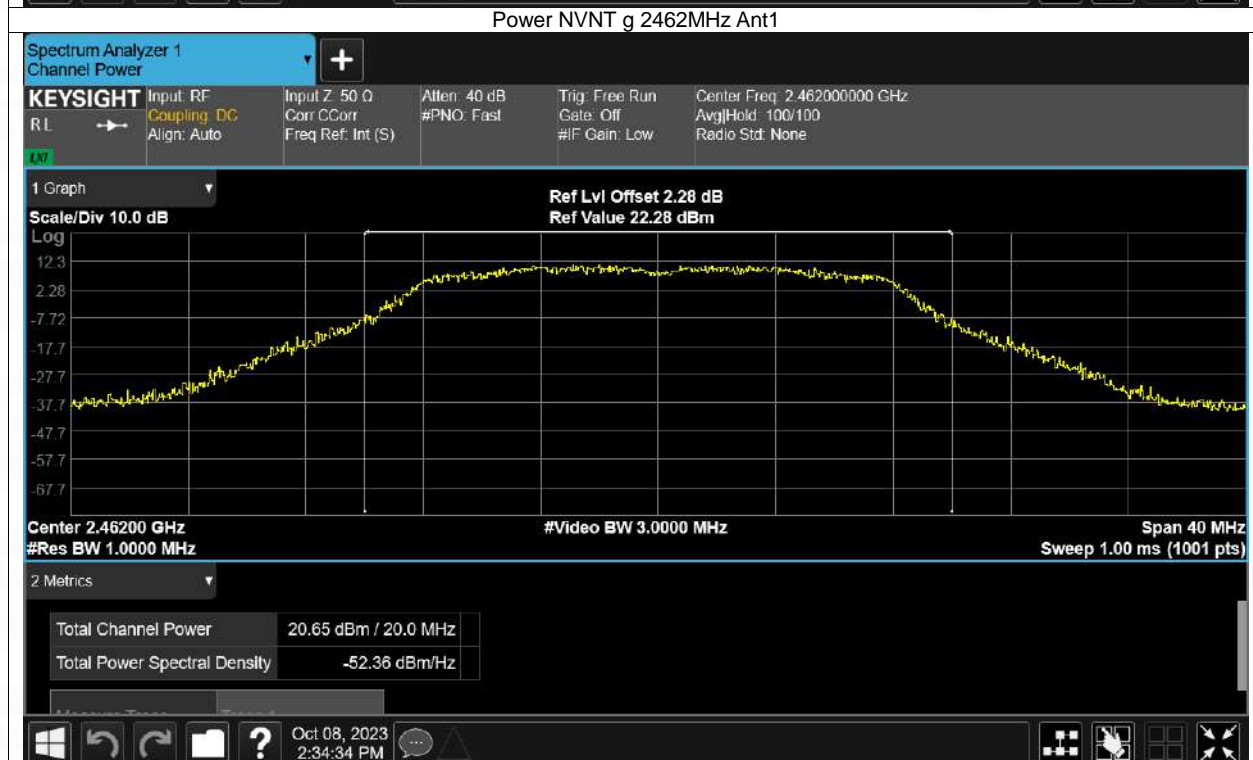 Power NVNT g 2462MHz Ant1
Spectrum Analyzer 1
Channel Power
+
KEYSIGHT Input: RF Input Z: 50 Ω Atten: 40 dB Trig: Free Run Center Freq: 2.462000000 GHz
RL Coupling: DC Corr CCorr #PNO: Fast Gate: Off Avg|Hold: 100/100
Align: Auto Freq Ref: Int (S) #IF Gain: Low Radio Std: None
LXI
1 Graph
Ref Lvl Offset 2.28 dB
Scale/Div 10.0 dB Ref Value 22.28 dBm
Log
12.3
2.28
-7.72
-17.7
-27.7
-37.7
-47.7
-57.7
-67.7
Center 2.46200 GHz #Video BW 3.0000 MHz Span 40 MHz
#Res BW 1.0000 MHz Sweep 1.00 ms (1001 pts)
2 Metrics
Total Channel Power 20.65 dBm / 20.0 MHz
Total Power Spectral Density -52.36 dBm/Hz
? Oct 08, 2023
2:34:34 PM